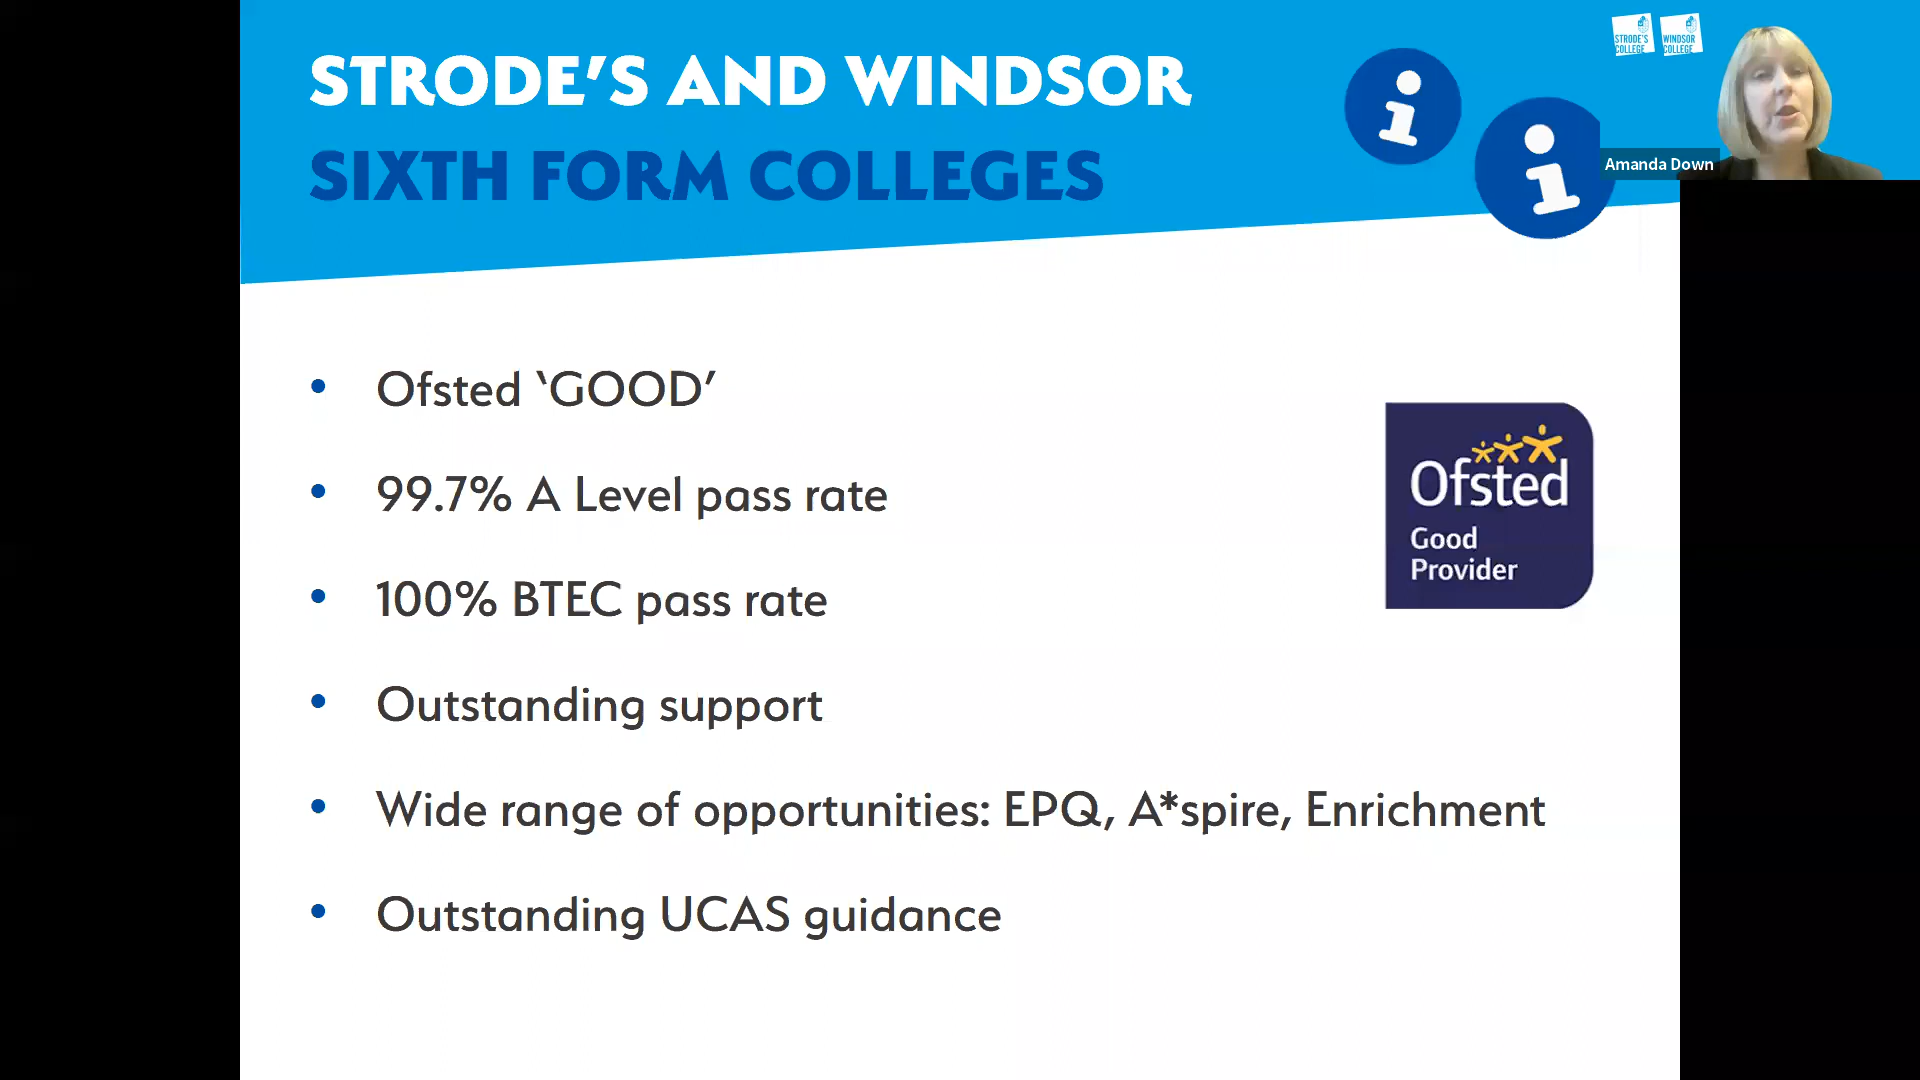 STRODE’S AND WINDSOR
SIXTH FORM COLLEGES
STRODE'S
COLLEGE
WINDSOR
COLLEGE
Amanda Down
• Ofsted ‘GOOD’
• 99.7% A Level pass rate
• 100% BTEC pass rate
• Outstanding support
• Wide range of opportunities: EPQ, A*spire, Enrichment
• Outstanding UCAS guidance
Ofsted
Good
Provider